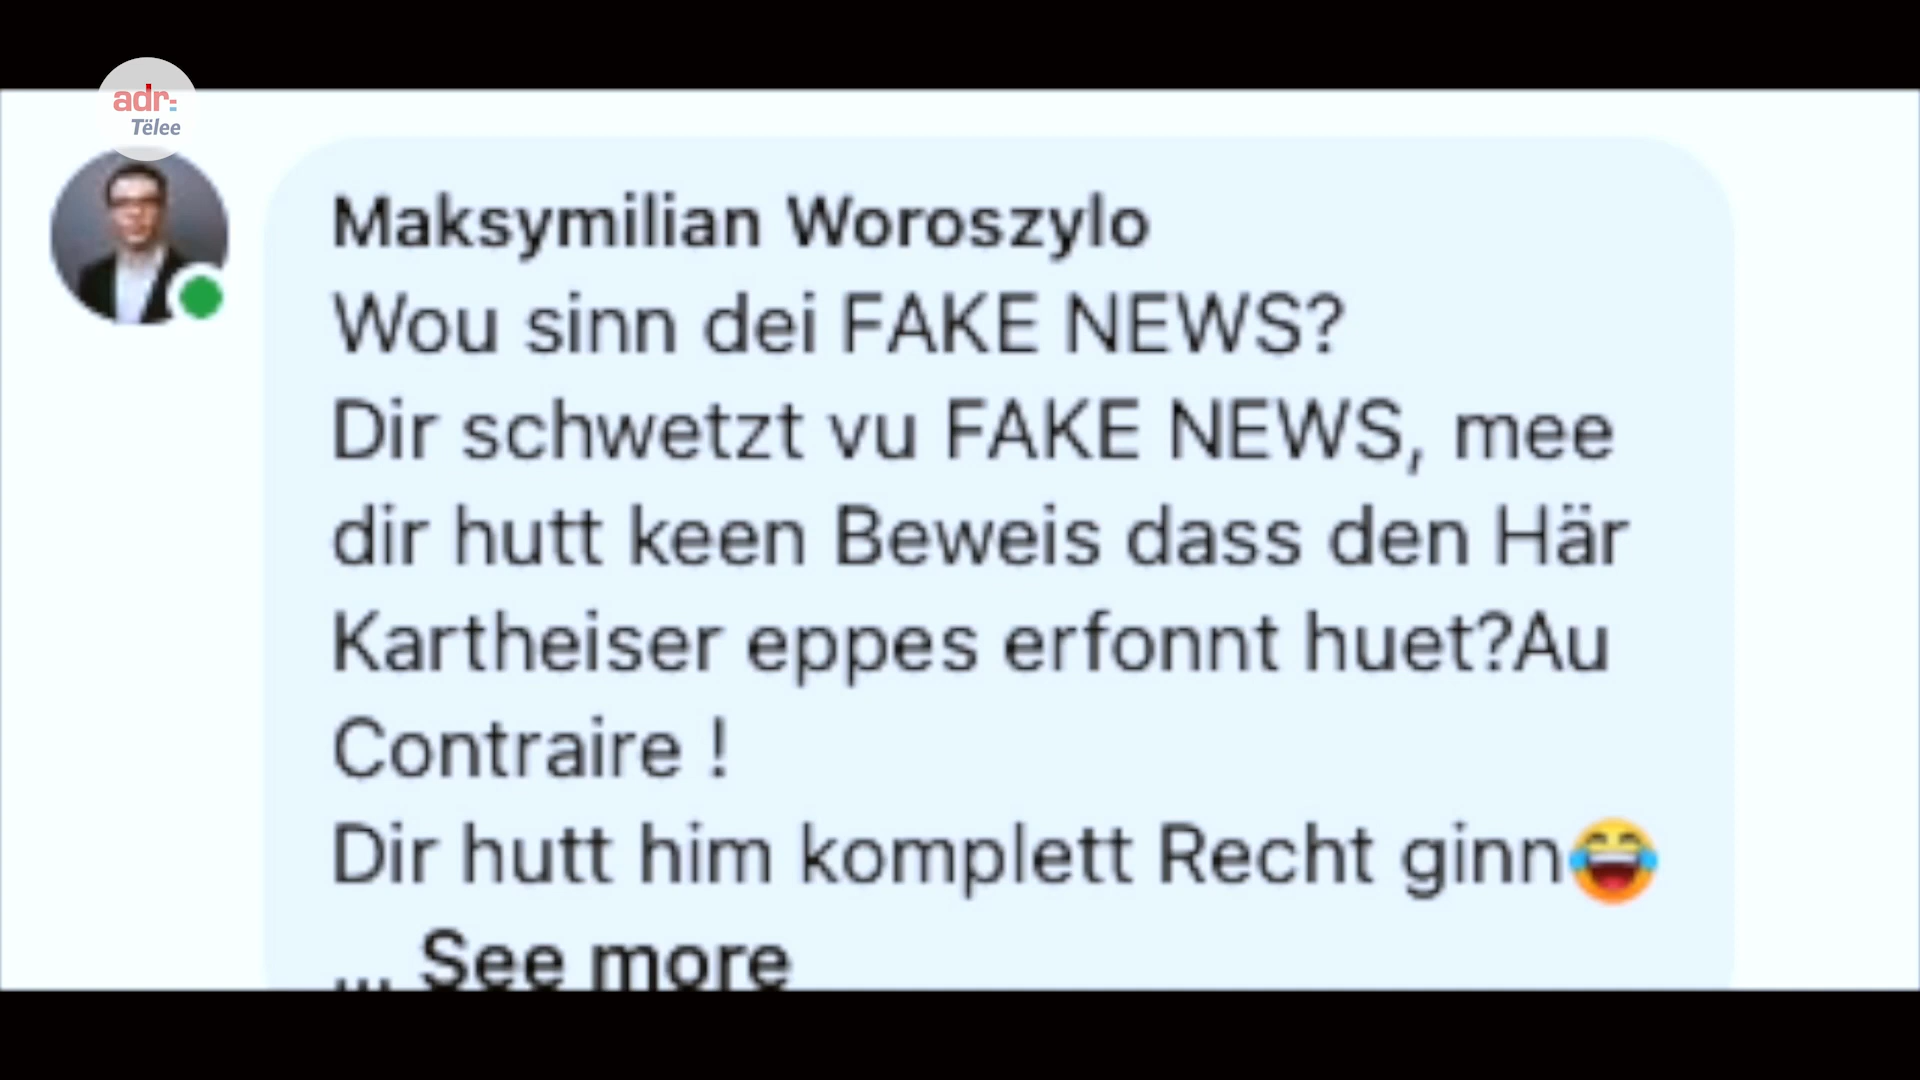 adr:
Tëlee
Maksymilian Woroszylo
Wou sinn dei FAKE NEWS?
Dir schwetzt vu FAKE NEWS, mee
dir hutt keen Beweis dass den Här
Kartheiser eppes erfonnt huet?Au
Contraire !
Dir hutt him komplett Recht ginn😂
... See more